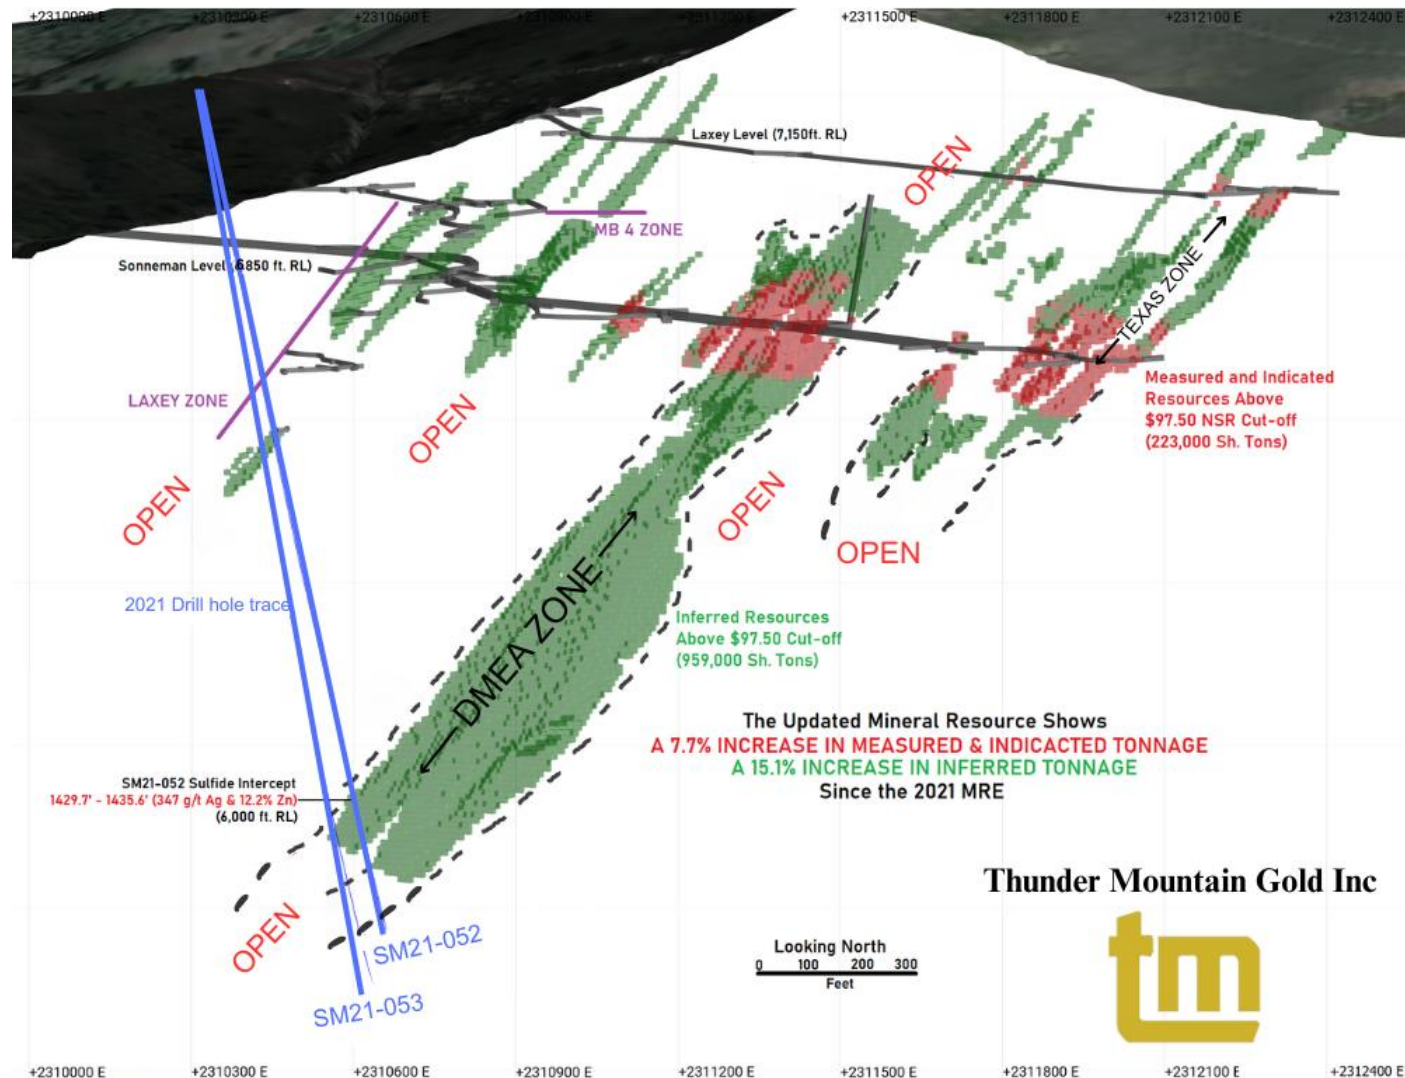 +2310000 E
+2310300 E
+2310600 E
+2310900 E
+2311200 E
+2311500 E
+2311800 E
+2312100 E
+2312400 E
Laxey Level (7,150ft. RL)
OPEN
MB 4 ZONE
Sonneman Level (6850 ft. RL)
TEXAS ZONE
LAXEY ZONE
OPEN
Measured and Indicated
Resources Above
$97.50 NSR Cut-off
(223,000 Sh. Tons)
OPEN
OPEN
OPEN
2021 Drill hole trace
DMEA ZONE
Inferred Resources
Above $97.50 Cut-off
(959,000 Sh. Tons)
The Updated Mineral Resource Shows
A 7.7% INCREASE IN MEASURED & INDICACTED TONNAGE
A 15.1% INCREASE IN INFERRED TONNAGE
Since the 2021 MRE
SM21-052 Sulfide Intercept
1429.7' - 1435.6' (347 g/t Ag & 12.2% Zn)
(6,000 ft. RL)
OPEN
SM21-052
SM21-053
Thunder Mountain Gold Inc
tm
Looking North
0 100 200 300
Feet
+2310000 E
+2310300 E
+2310600 E
+2310900 E
+2311200 E
+2311500 E
+2311800 E
+2312100 E
+2312400 E